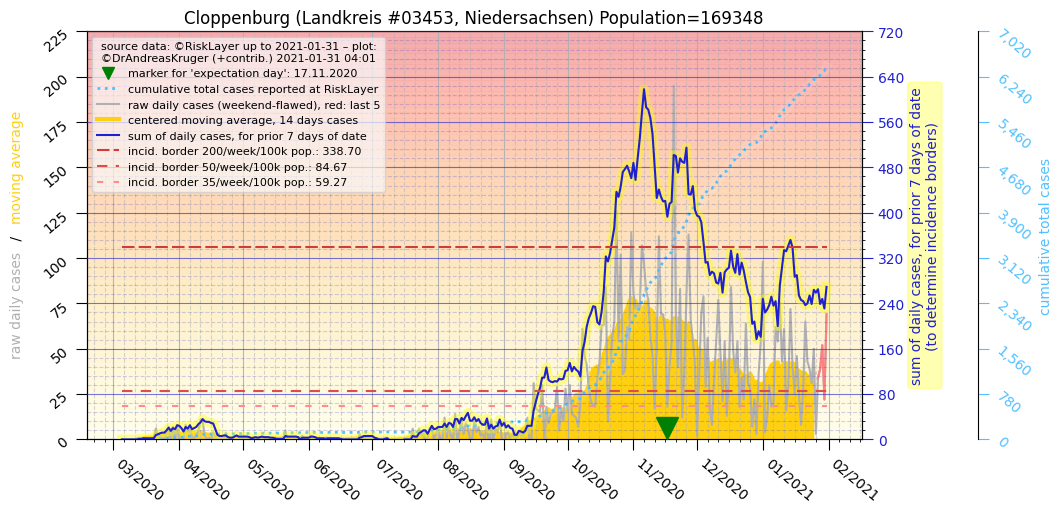 Cloppenburg (Landkreis #03453, Niedersachsen) Population=169348
source data: ©RiskLayer up to 2021-01-31 – plot:
©DrAndreasKruger (+contrib.) 2021-01-31 04:01
marker for 'expectation day': 17.11.2020
cumulative total cases reported at RiskLayer
raw daily cases (weekend-flawed), red: last 5
centered moving average, 14 days cases
sum of daily cases, for prior 7 days of date
incid. border 200/week/100k pop.: 338.70
incid. border 50/week/100k pop.: 84.67
incid. border 35/week/100k pop.: 59.27
raw daily cases / moving average
225
200
175
150
125
100
75
50
25
0
03/2020
04/2020
05/2020
06/2020
07/2020
08/2020
09/2020
10/2020
11/2020
12/2020
01/2021
02/2021
720
640
560
480
400
320
240
160
80
0
sum of daily cases, for prior 7 days of date
(to determine incidence borders)
7,020
6,240
5,460
4,680
3,900
3,120
2,340
1,560
780
0
cumulative total cases